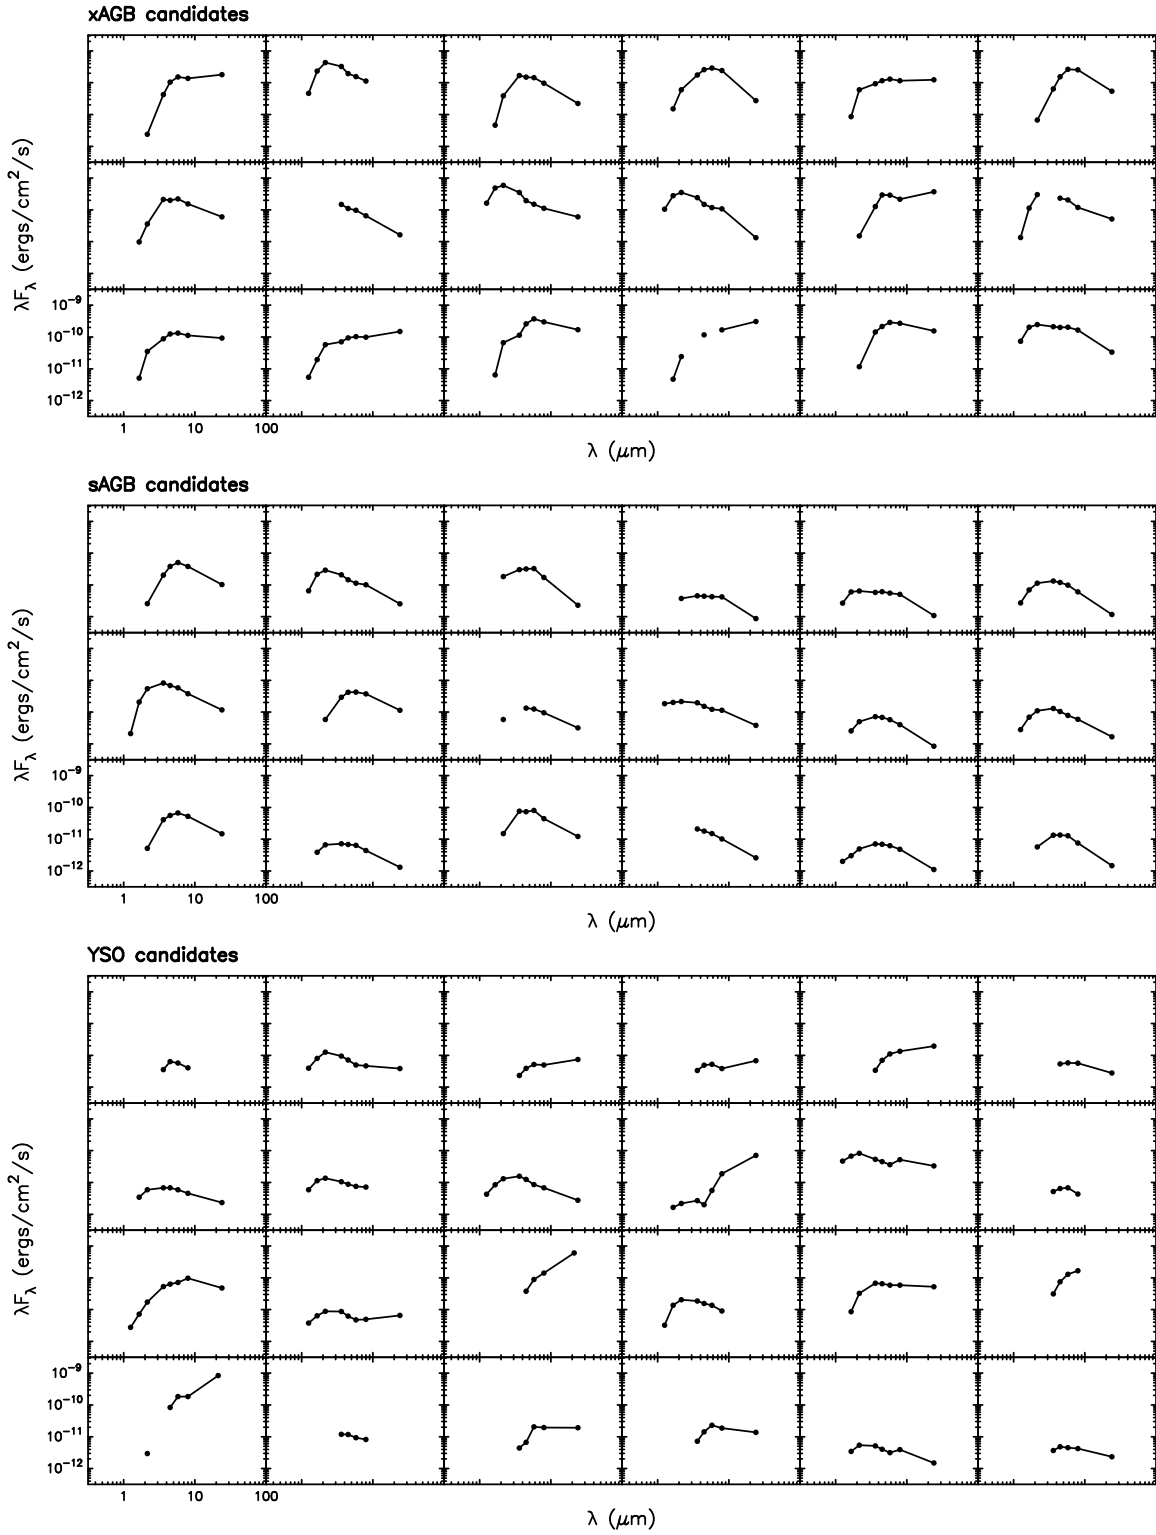 xAGB candidates
λF_λ (ergs/cm²/s)
10⁻⁹
10⁻¹⁰
10⁻¹¹
10⁻¹²
1 10 100
λ (μm)
sAGB candidates
λF_λ (ergs/cm²/s)
10⁻⁹
10⁻¹⁰
10⁻¹¹
10⁻¹²
1 10 100
λ (μm)
YSO candidates
λF_λ (ergs/cm²/s)
10⁻⁹
10⁻¹⁰
10⁻¹¹
10⁻¹²
1 10 100
λ (μm)